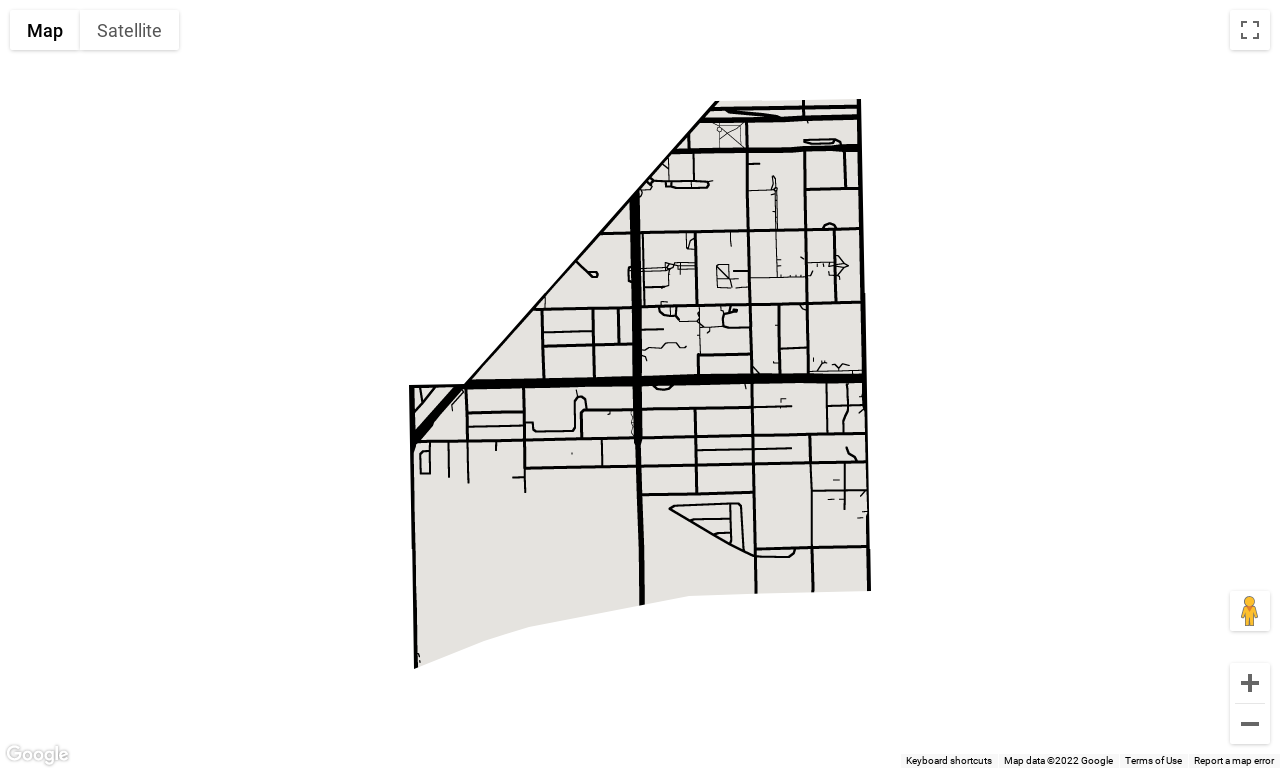 Map Satellite
Google
Keyboard shortcuts Map data ©2022 Google Terms of Use Report a map error